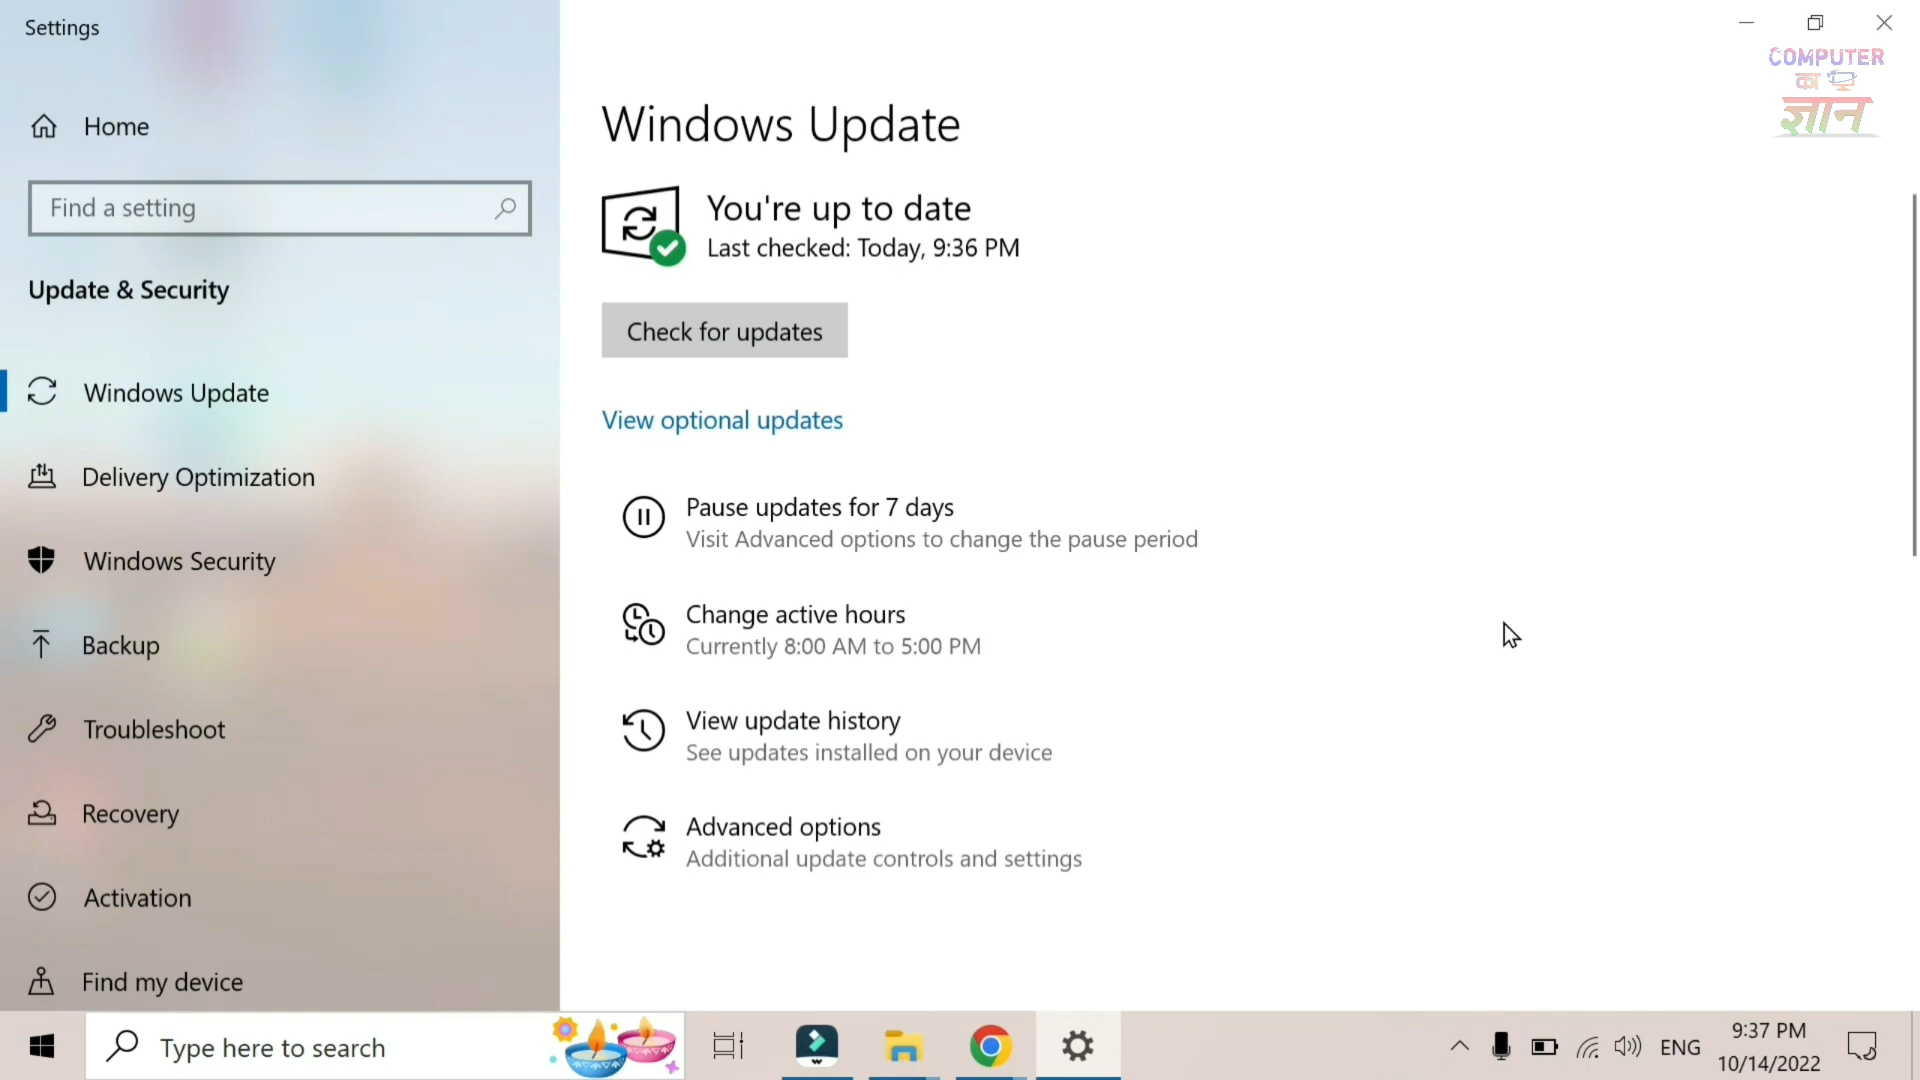 Settings
COMPUTER
का
ज्ञान
Home
Find a setting
Update & Security
Windows Update
Delivery Optimization
Windows Security
Backup
Troubleshoot
Recovery
Activation
Find my device
Windows Update
You're up to date
Last checked: Today, 9:36 PM
Check for updates
View optional updates
Pause updates for 7 days
Visit Advanced options to change the pause period
Change active hours
Currently 8:00 AM to 5:00 PM
View update history
See updates installed on your device
Advanced options
Additional update controls and settings
Type here to search
ENG
9:37 PM
10/14/2022